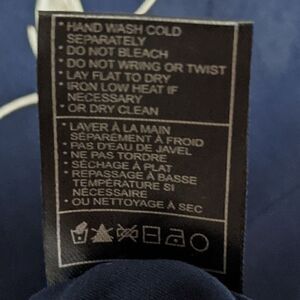 · HAND WASH COLD
SEPARATELY
· DO NOT BLEACH
· DO NOT WRING OR TWIST
· LAY FLAT TO DRY
· IRON LOW HEAT IF
NECESSARY
· OR DRY CLEAN
· LAVER À LA MAIN
SÉPAREMENT À FROID
· PAS D'EAU DE JAVEL
· NE PAS TORDRE
· SÉCHAGE À PLAT
· REPASSAGE À BASSE
TEMPÉRATURE SI
NÉCESSAIRE
· OU NETTOYAGE À SEC